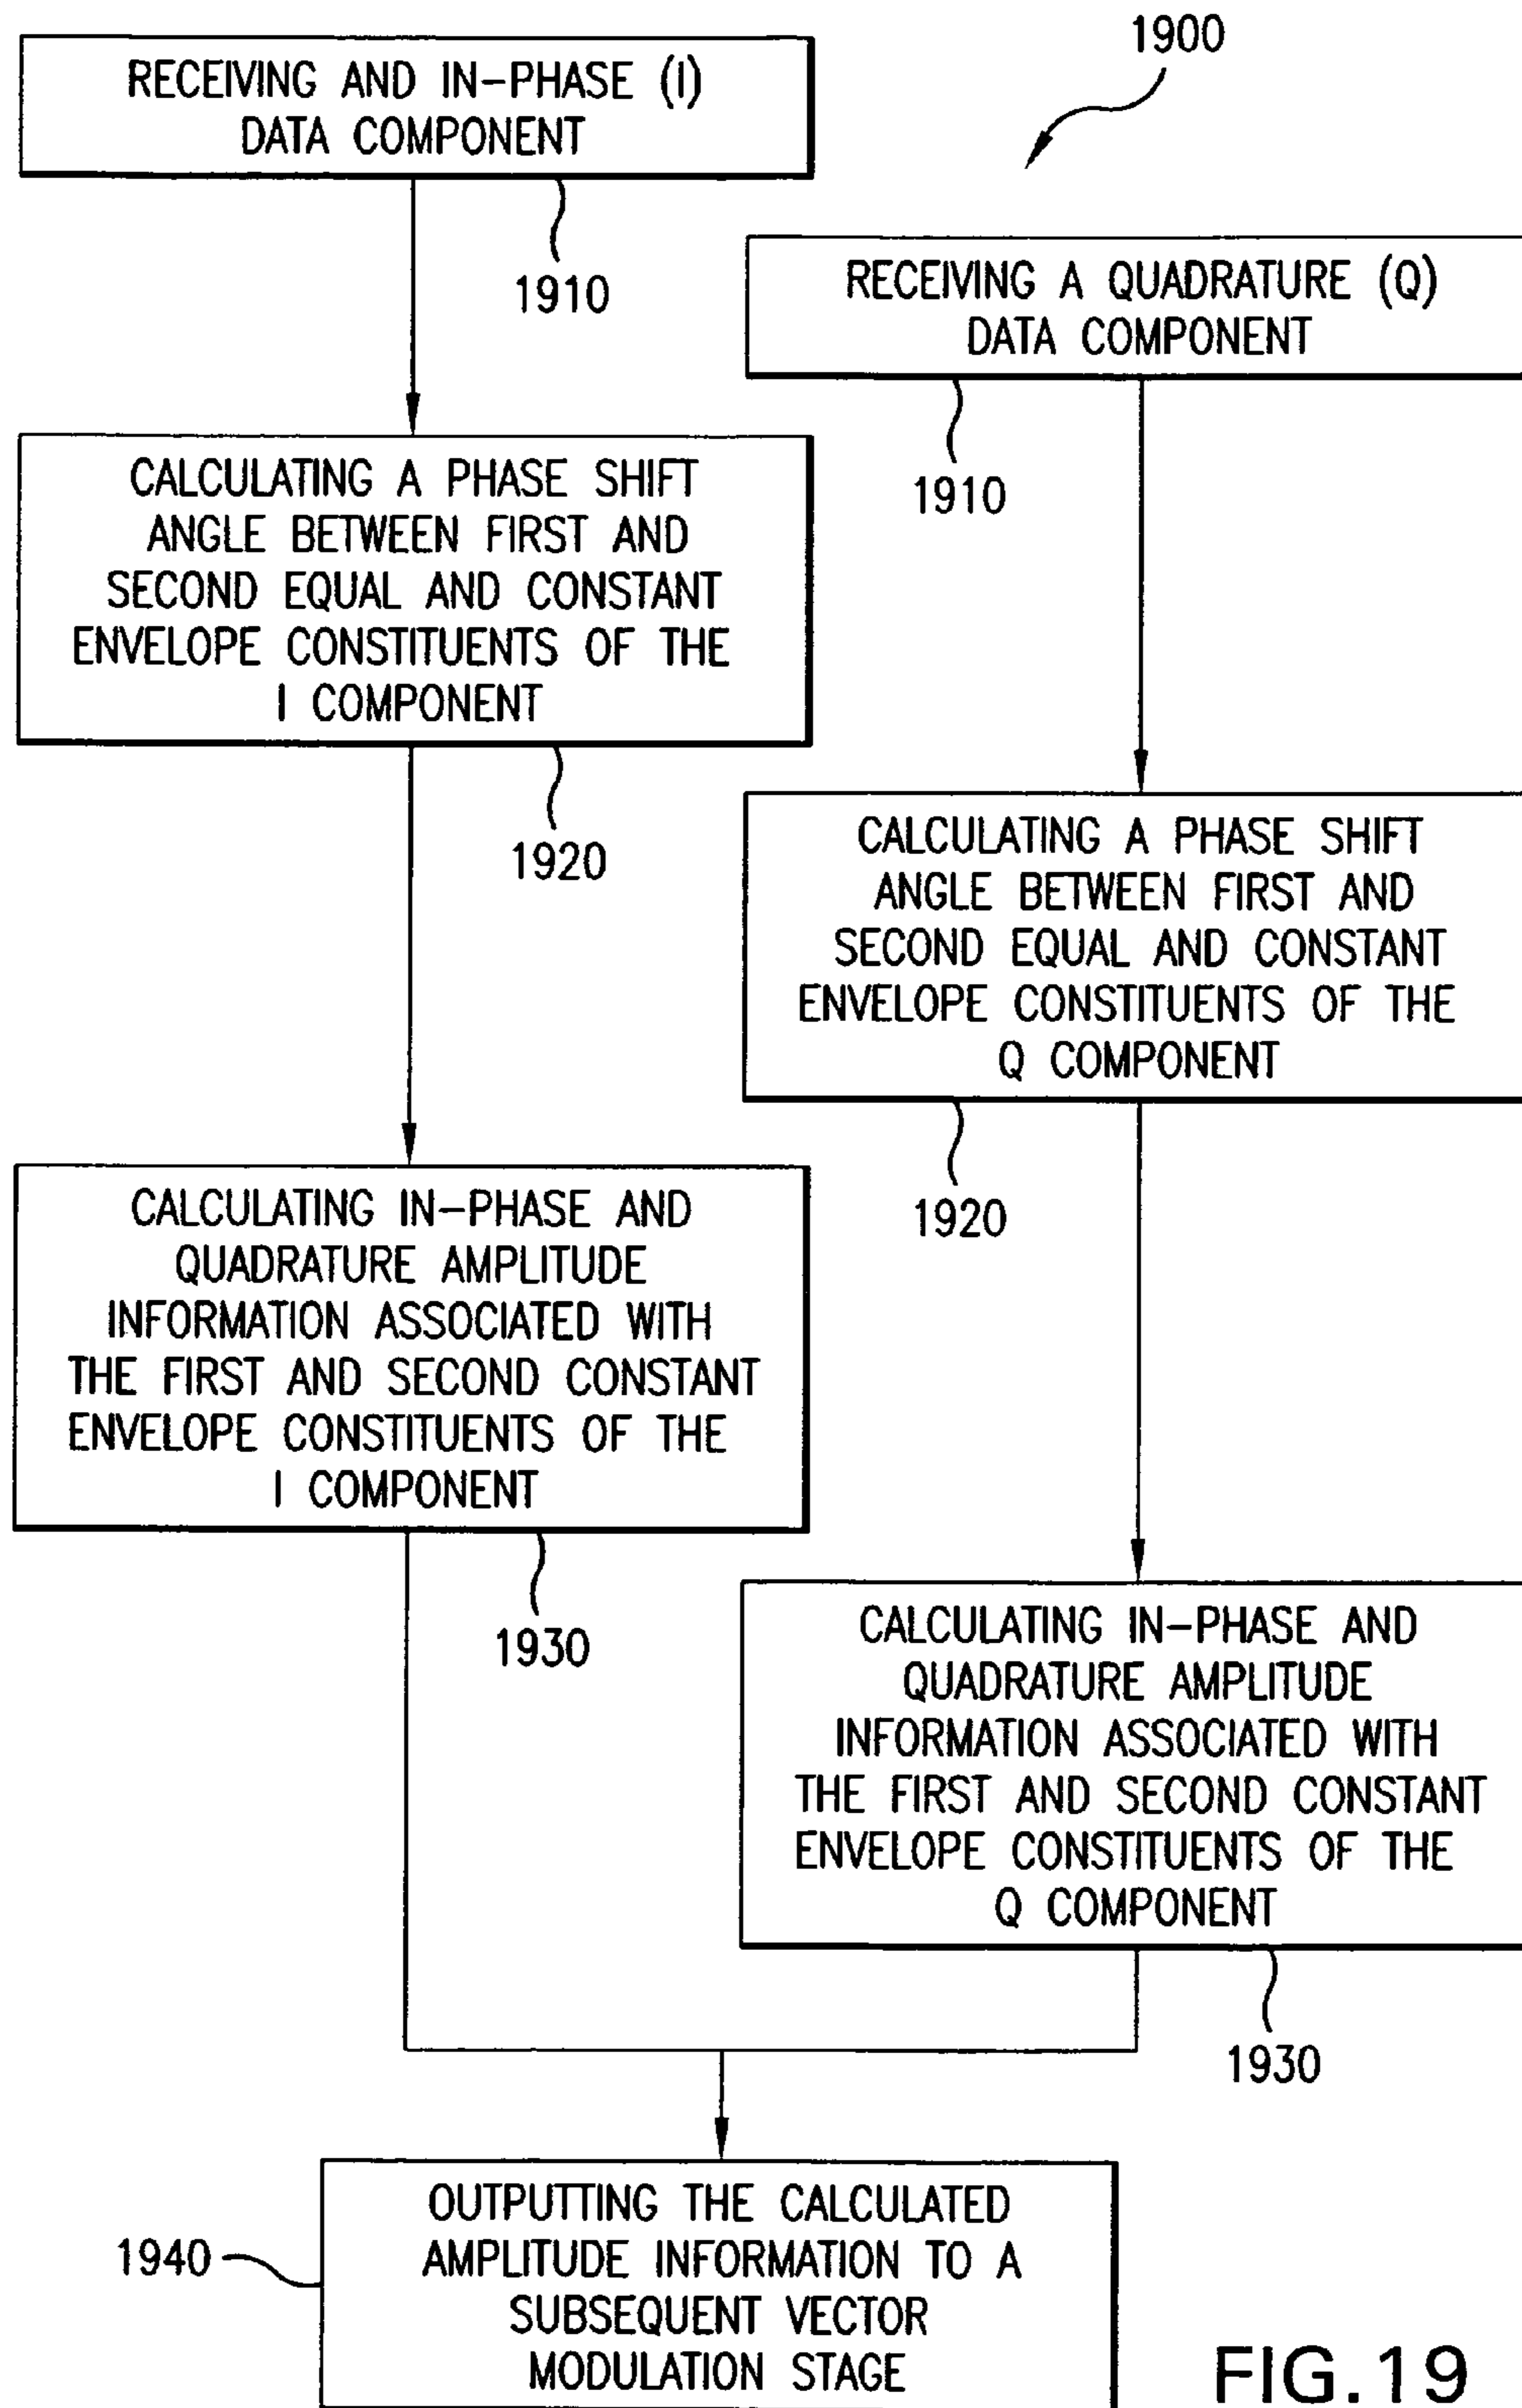 1900
RECEIVING AND IN-PHASE (I)
DATA COMPONENT
1910
RECEIVING A QUADRATURE (Q)
DATA COMPONENT
1910
CALCULATING A PHASE SHIFT
ANGLE BETWEEN FIRST AND
SECOND EQUAL AND CONSTANT
ENVELOPE CONSTITUENTS OF THE
I COMPONENT
1920
CALCULATING A PHASE SHIFT
ANGLE BETWEEN FIRST AND
SECOND EQUAL AND CONSTANT
ENVELOPE CONSTITUENTS OF THE
Q COMPONENT
1920
CALCULATING IN-PHASE AND
QUADRATURE AMPLITUDE
INFORMATION ASSOCIATED WITH
THE FIRST AND SECOND CONSTANT
ENVELOPE CONSTITUENTS OF THE
I COMPONENT
1930
CALCULATING IN-PHASE AND
QUADRATURE AMPLITUDE
INFORMATION ASSOCIATED WITH
THE FIRST AND SECOND CONSTANT
ENVELOPE CONSTITUENTS OF THE
Q COMPONENT
1930
1940
OUTPUTTING THE CALCULATED
AMPLITUDE INFORMATION TO A
SUBSEQUENT VECTOR
MODULATION STAGE
FIG.19